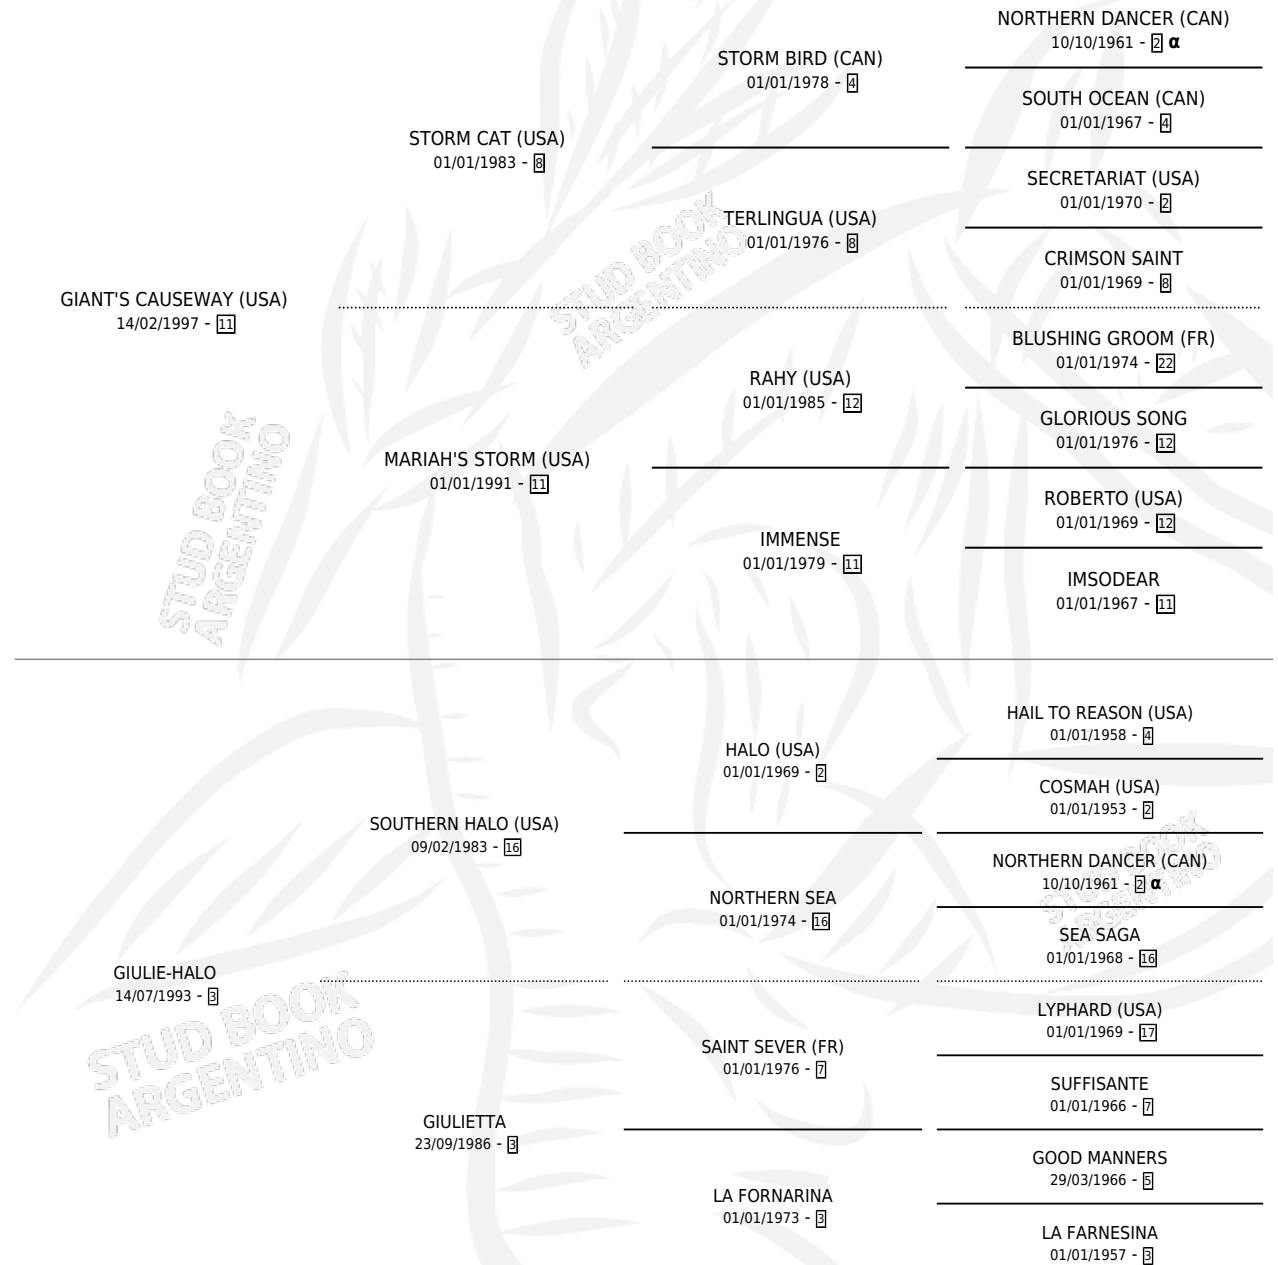 NORTHERN DANCER (CAN)
10/10/1961 - 2 α
STORM BIRD (CAN)
01/01/1978 - 4
SOUTH OCEAN (CAN)
01/01/1967 - 4
STORM CAT (USA)
01/01/1983 - 8
SECRETARIAT (USA)
01/01/1970 - 2
TERLINGUA (USA)
01/01/1976 - 8
CRIMSON SAINT
01/01/1969 - 8
GIANT'S CAUSEWAY (USA)
14/02/1997 - 11
BLUSHING GROOM (FR)
01/01/1974 - 22
RAHY (USA)
01/01/1985 - 12
GLORIOUS SONG
01/01/1976 - 12
MARIAH'S STORM (USA)
01/01/1991 - 11
ROBERTO (USA)
01/01/1969 - 12
IMMENSE
01/01/1979 - 11
IMSODEAR
01/01/1967 - 11
HAIL TO REASON (USA)
01/01/1958 - 4
HALO (USA)
01/01/1969 - 2
COSMAH (USA)
01/01/1953 - 2
SOUTHERN HALO (USA)
09/02/1983 - 16
NORTHERN DANCER (CAN)
10/10/1961 - 2 α
NORTHERN SEA
01/01/1974 - 16
SEA SAGA
01/01/1968 - 16
GIULIE-HALO
14/07/1993 - 3
LYPHARD (USA)
01/01/1969 - 17
SAINT SEVER (FR)
01/01/1976 - 7
SUFFISANTE
01/01/1966 - 7
GIULIETTA
23/09/1986 - 3
GOOD MANNERS
29/03/1966 - 5
LA FORNARINA
01/01/1973 - 3
LA FARNESINA
01/01/1957 - 3
STUD BOOK
ARGENTINO
STUD BOOK
ARGENTINO
STUD BOOK
ARGENTINO
STUD BOOK
ARGENTINO